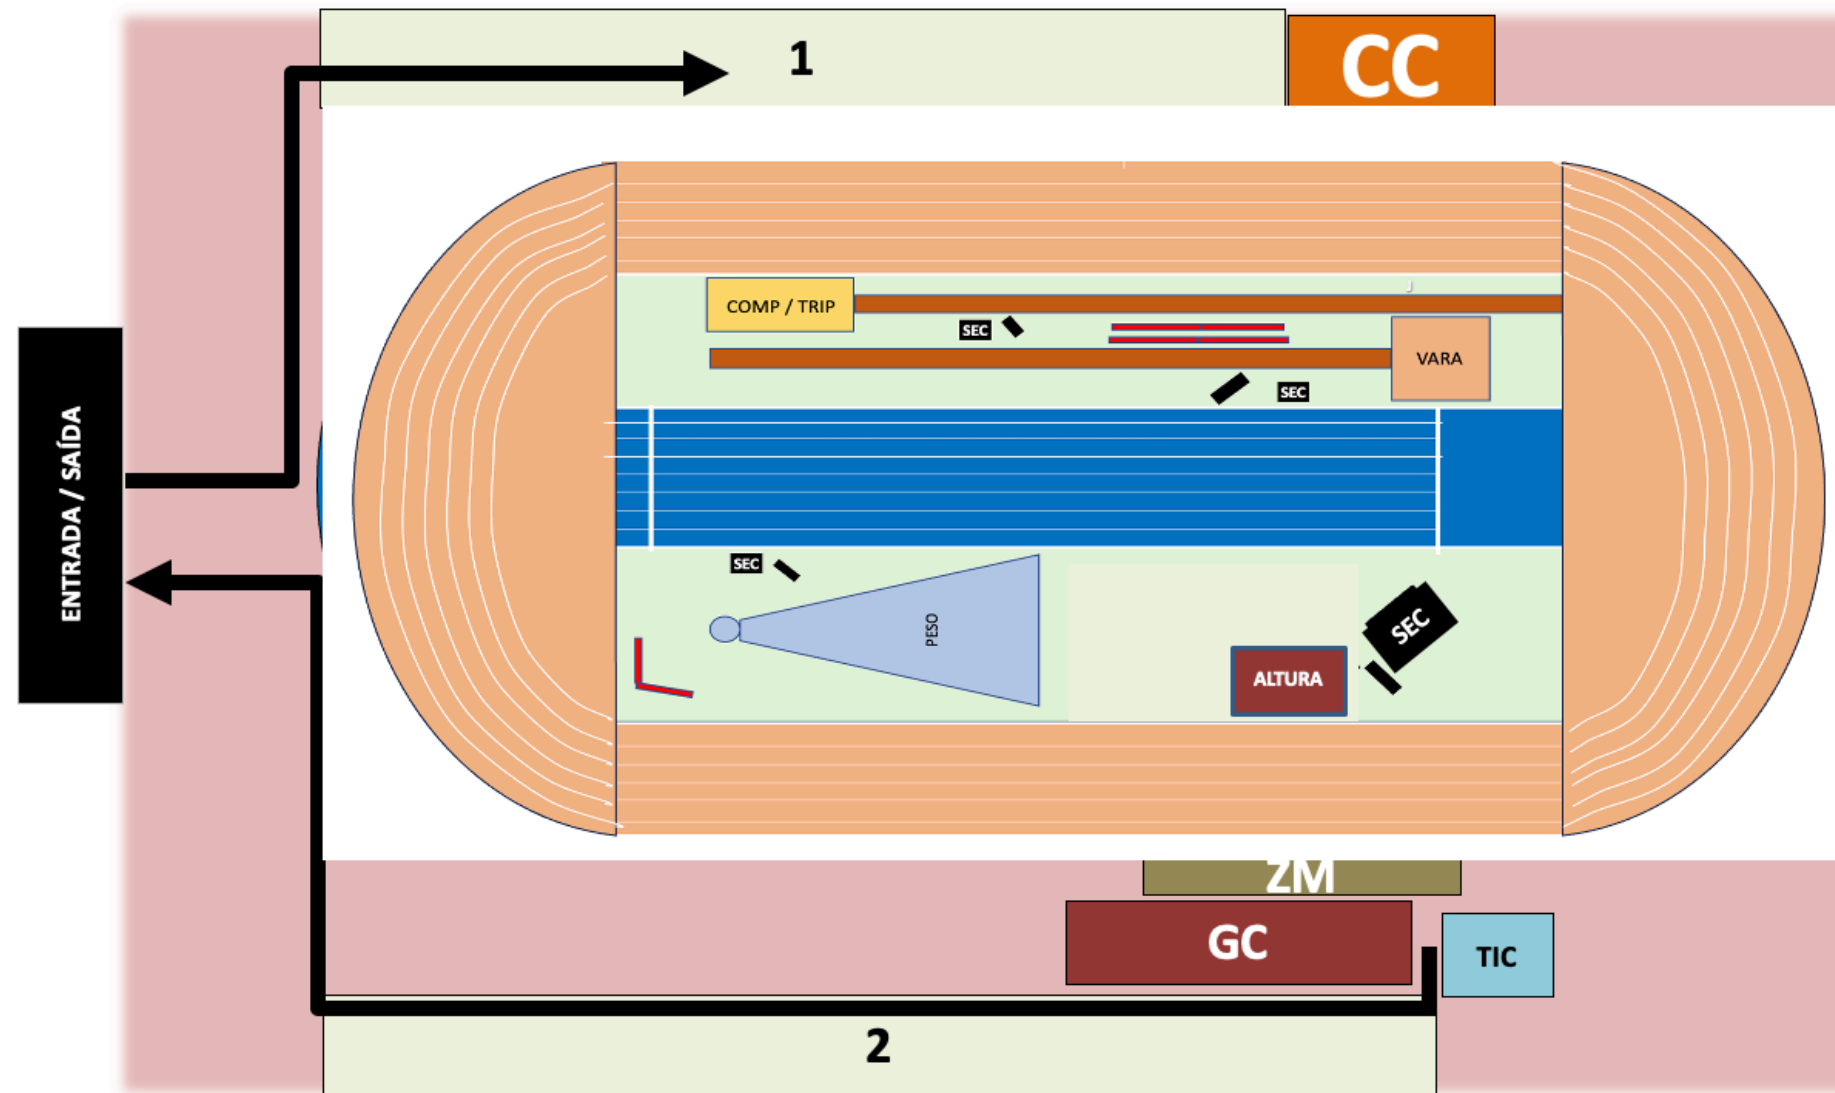 1
CC
COMP / TRIP
SEC
VARA
SEC
ENTRADA / SAÍDA
SEC
PESO
SEC
ALTURA
ZM
GC
TIC
2